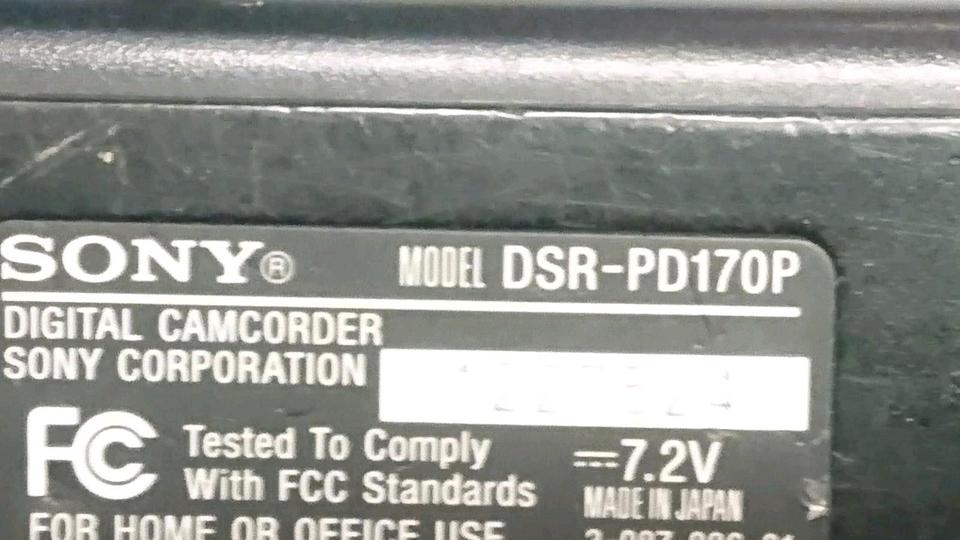 SONY® MODEL DSR-PD170P
DIGITAL CAMCORDER
SONY CORPORATION
FC Tested To Comply
With FCC Standards
7.2V
MADE IN JAPAN
FOR HOME OR OFFICE USE